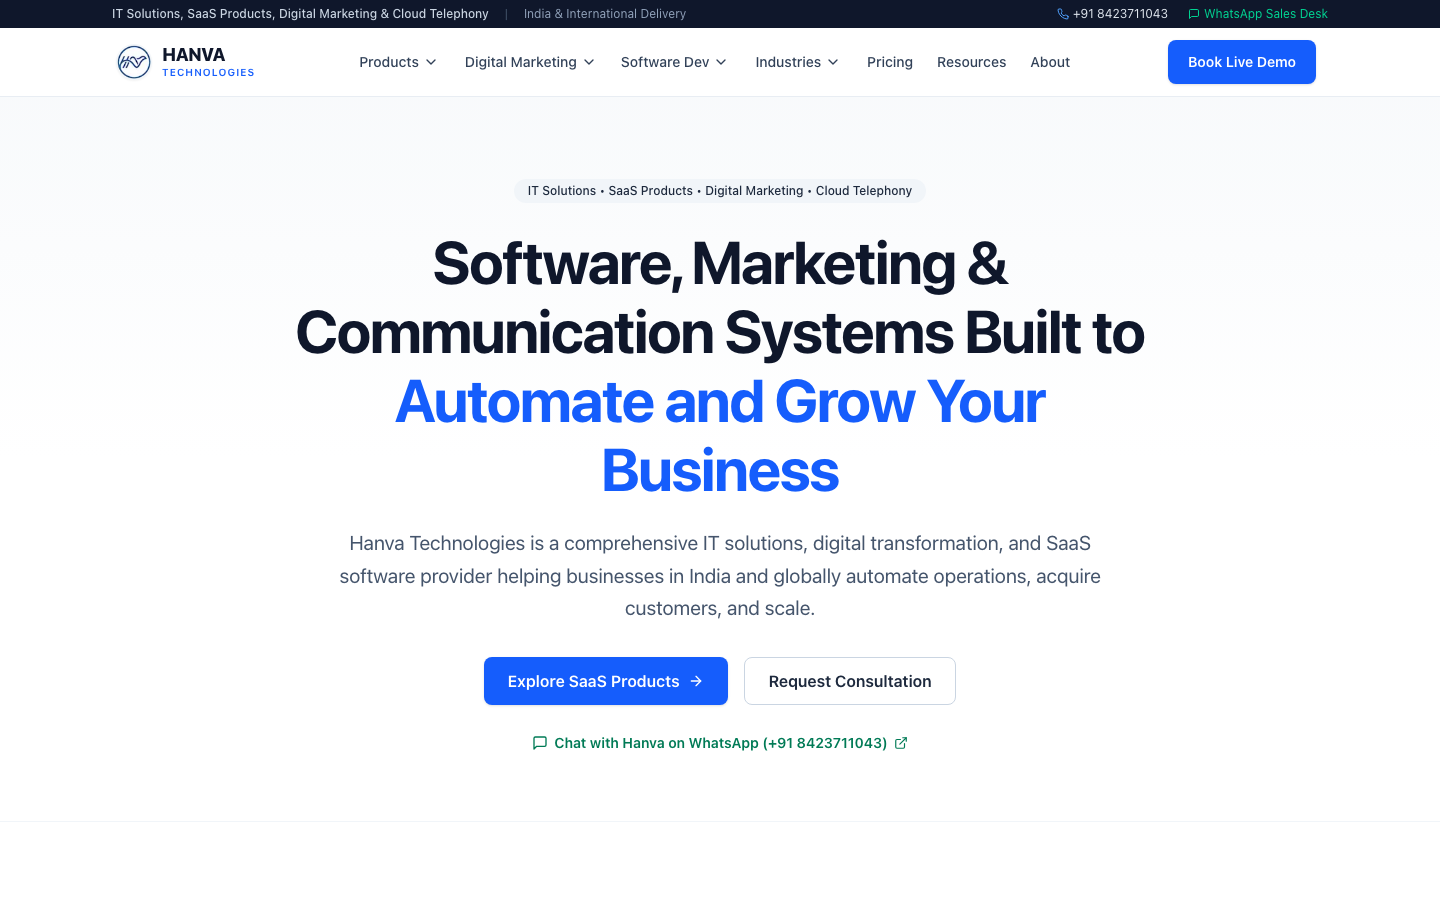 IT Solutions, SaaS Products, Digital Marketing & Cloud Telephony | India & International Delivery
+91 8423711043 WhatsApp Sales Desk
HANVA
TECHNOLOGIES
Products Digital Marketing Software Dev Industries Pricing Resources About
Book Live Demo
IT Solutions • SaaS Products • Digital Marketing • Cloud Telephony
Software, Marketing &
Communication Systems Built to
Automate and Grow Your
Business
Hanva Technologies is a comprehensive IT solutions, digital transformation, and SaaS
software provider helping businesses in India and globally automate operations, acquire
customers, and scale.
Explore SaaS Products
Request Consultation
Chat with Hanva on WhatsApp (+91 8423711043)